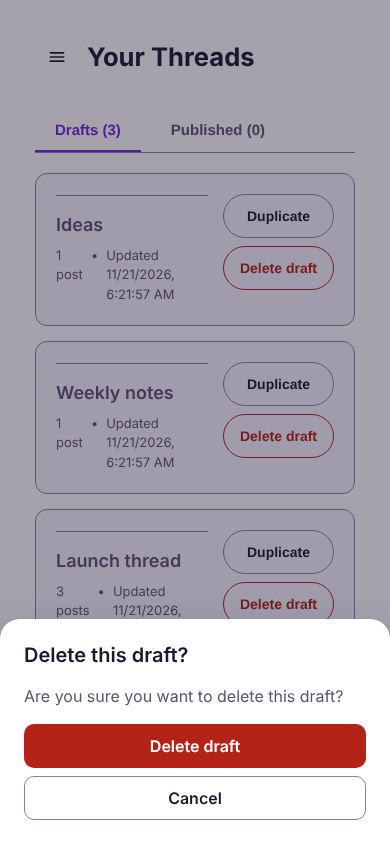 Your Threads
Drafts (3)
Published (0)
Ideas
1
post
• Updated
11/21/2026,
6:21:57 AM
Duplicate
Delete draft
Weekly notes
1
post
• Updated
11/21/2026,
6:21:57 AM
Duplicate
Delete draft
Launch thread
3
posts
• Updated
11/21/2026,
Duplicate
Delete draft
Delete this draft?
Are you sure you want to delete this draft?
Delete draft
Cancel